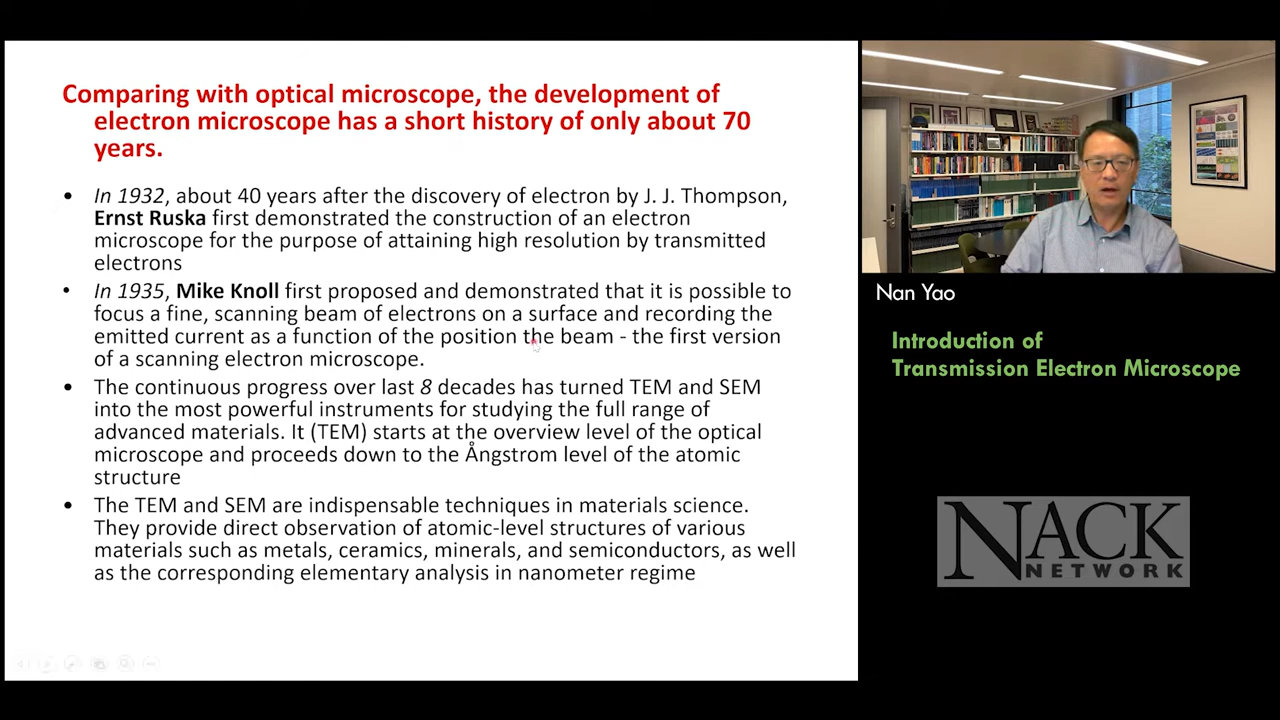 Comparing with optical microscope, the development of
electron microscope has a short history of only about 70
years.
• In 1932, about 40 years after the discovery of electron by J. J. Thompson,
Ernst Ruska first demonstrated the construction of an electron
microscope for the purpose of attaining high resolution by transmitted
electrons
• In 1935, Mike Knoll first proposed and demonstrated that it is possible to
focus a fine, scanning beam of electrons on a surface and recording the
emitted current as a function of the position the beam - the first version
of a scanning electron microscope.
• The continuous progress over last 8 decades has turned TEM and SEM
into the most powerful instruments for studying the full range of
advanced materials. It (TEM) starts at the overview level of the optical
microscope and proceeds down to the Ångstrom level of the atomic
structure
• The TEM and SEM are indispensable techniques in materials science.
They provide direct observation of atomic-level structures of various
materials such as metals, ceramics, minerals, and semiconductors, as well
as the corresponding elementary analysis in nanometer regime
Nan Yao
Introduction of
Transmission Electron Microscope
NACK
NETWORK